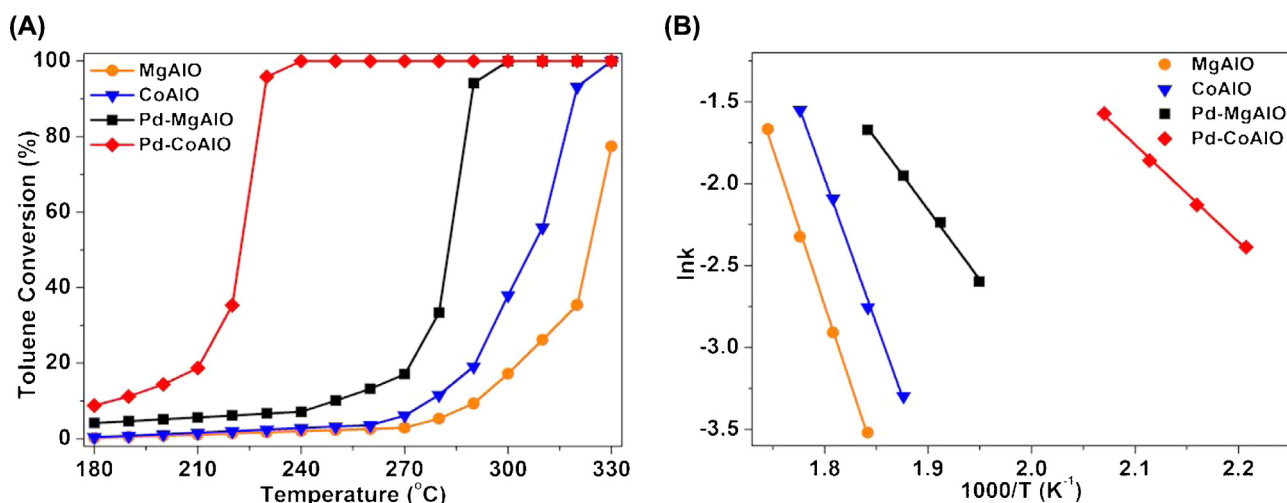 (A)
Toluene Conversion (%)
100
80
60
40
20
0
MgAlO
CoAlO
Pd-MgAlO
Pd-CoAlO
180
210
240
270
300
330
Temperature (°C)
(B)
lnk
-1.5
-2.0
-2.5
-3.0
-3.5
MgAlO
CoAlO
Pd-MgAlO
Pd-CoAlO
1.8
1.9
2.0
2.1
2.2
1000/T (K⁻¹)